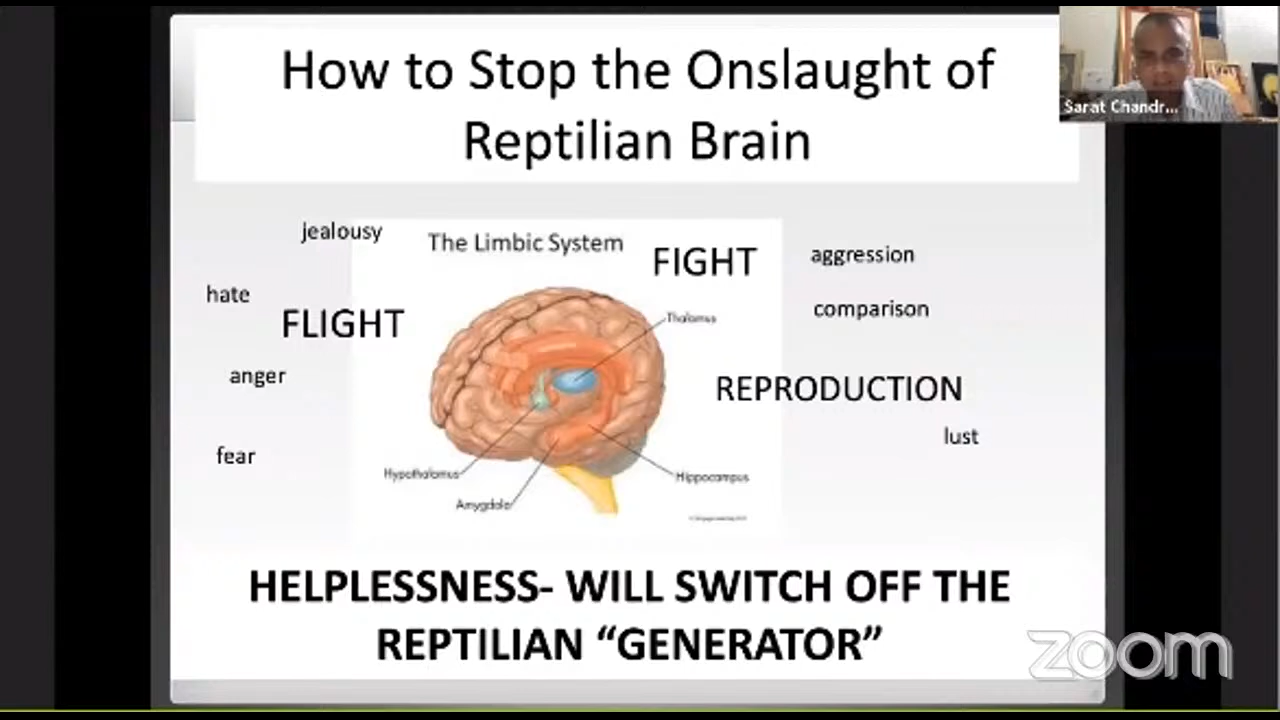 How to Stop the Onslaught of
Reptilian Brain
Sarat Chandr...
jealousy
The Limbic System
FIGHT
aggression
hate
FLIGHT
comparison
Thalamus
anger
REPRODUCTION
lust
fear
Hypothalamus
Hippocampus
Amygdala
HELPLESSNESS- WILL SWITCH OFF THE
REPTILIAN “GENERATOR”
zoom